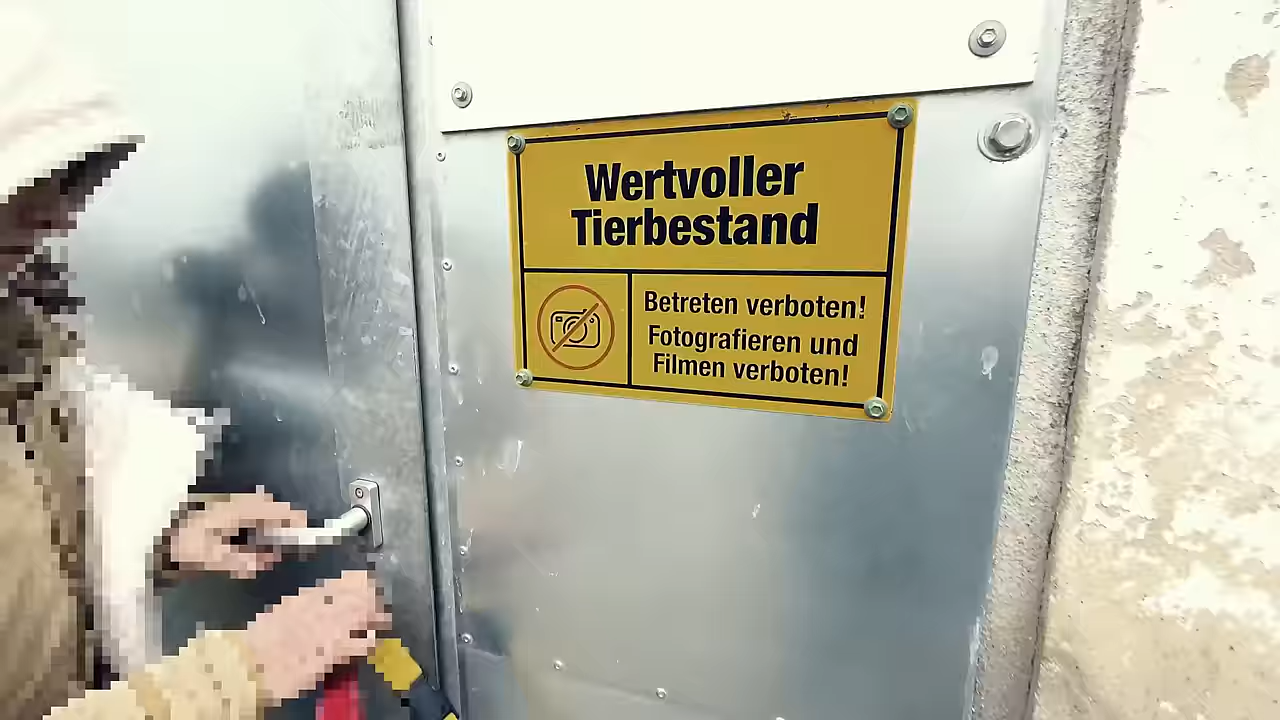 Wertvoller
Tierbestand
Betreten verboten!
Fotografieren und
Filmen verboten!